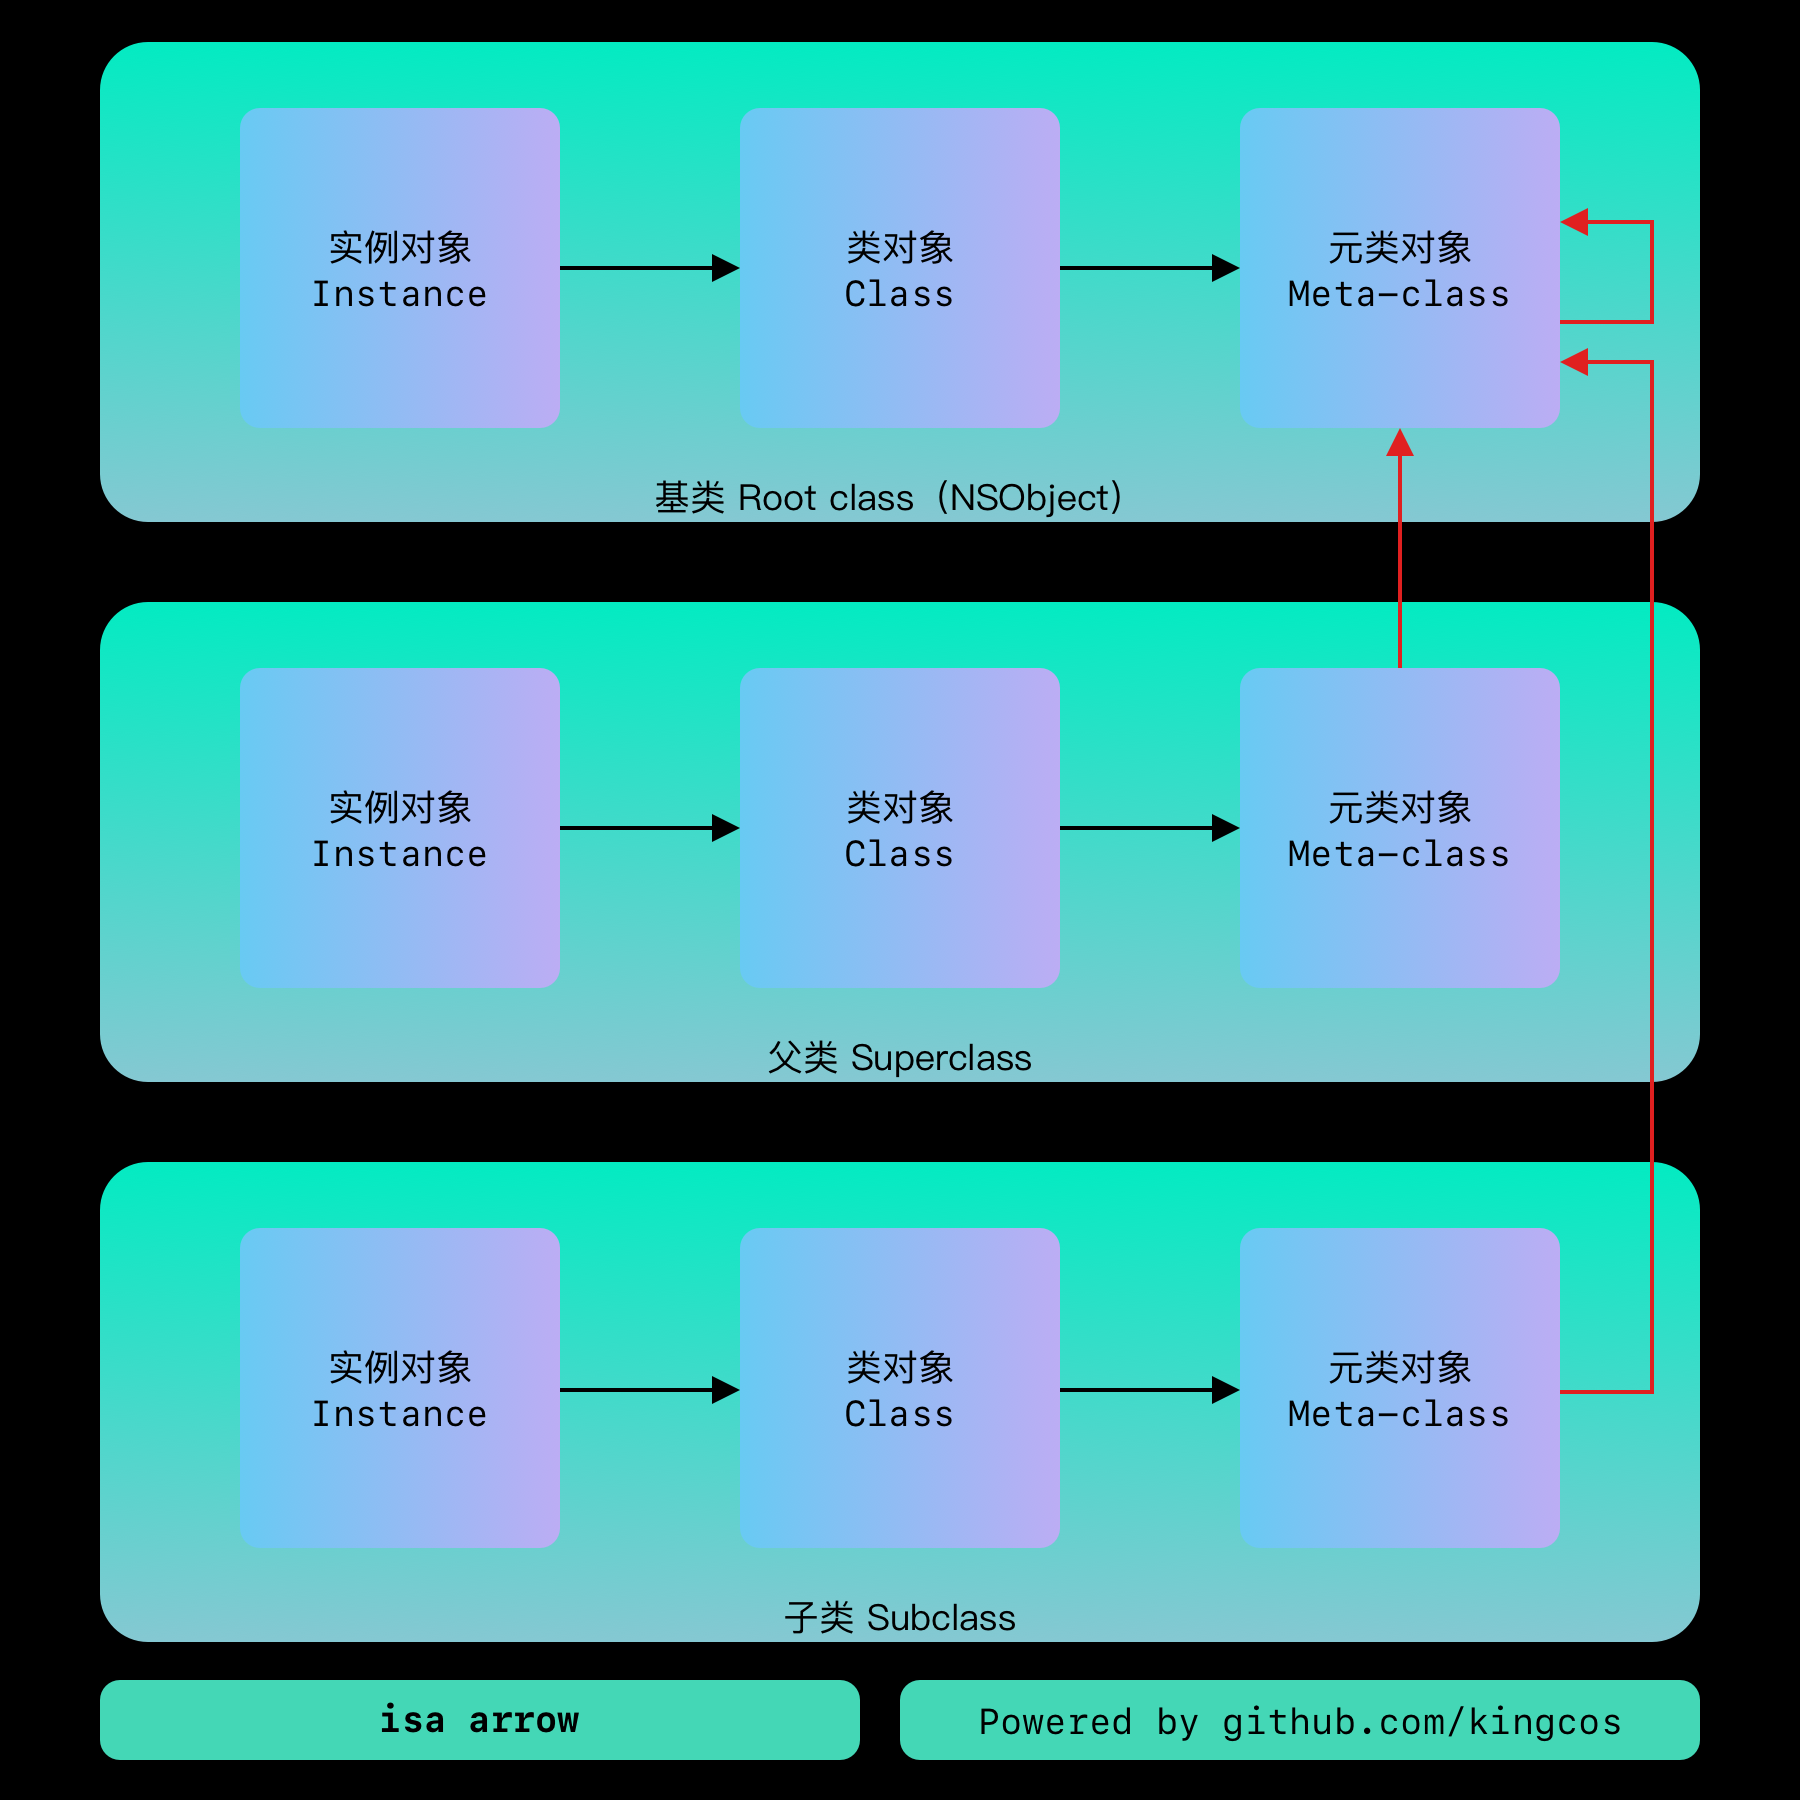 实例对象
Instance
类对象
Class
元类对象
Meta-class
基类 Root class（NSObject）
实例对象
Instance
类对象
Class
元类对象
Meta-class
父类 Superclass
实例对象
Instance
类对象
Class
元类对象
Meta-class
子类 Subclass
isa arrow
Powered by github.com/kingcos